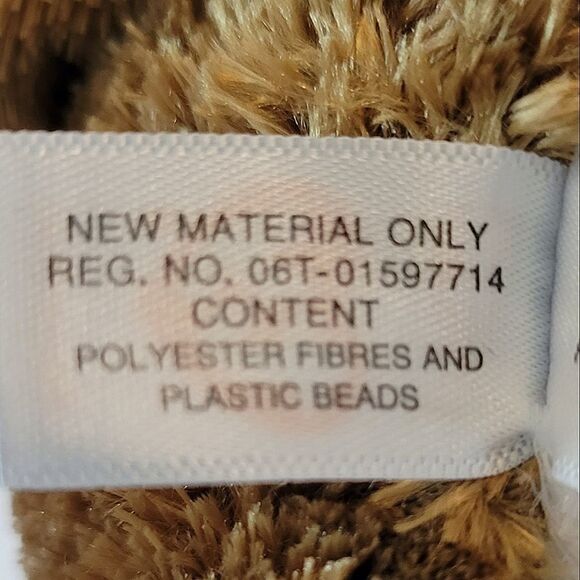 NEW MATERIAL ONLY
REG. NO. 06T-01597714
CONTENT
POLYESTER FIBRES AND
PLASTIC BEADS